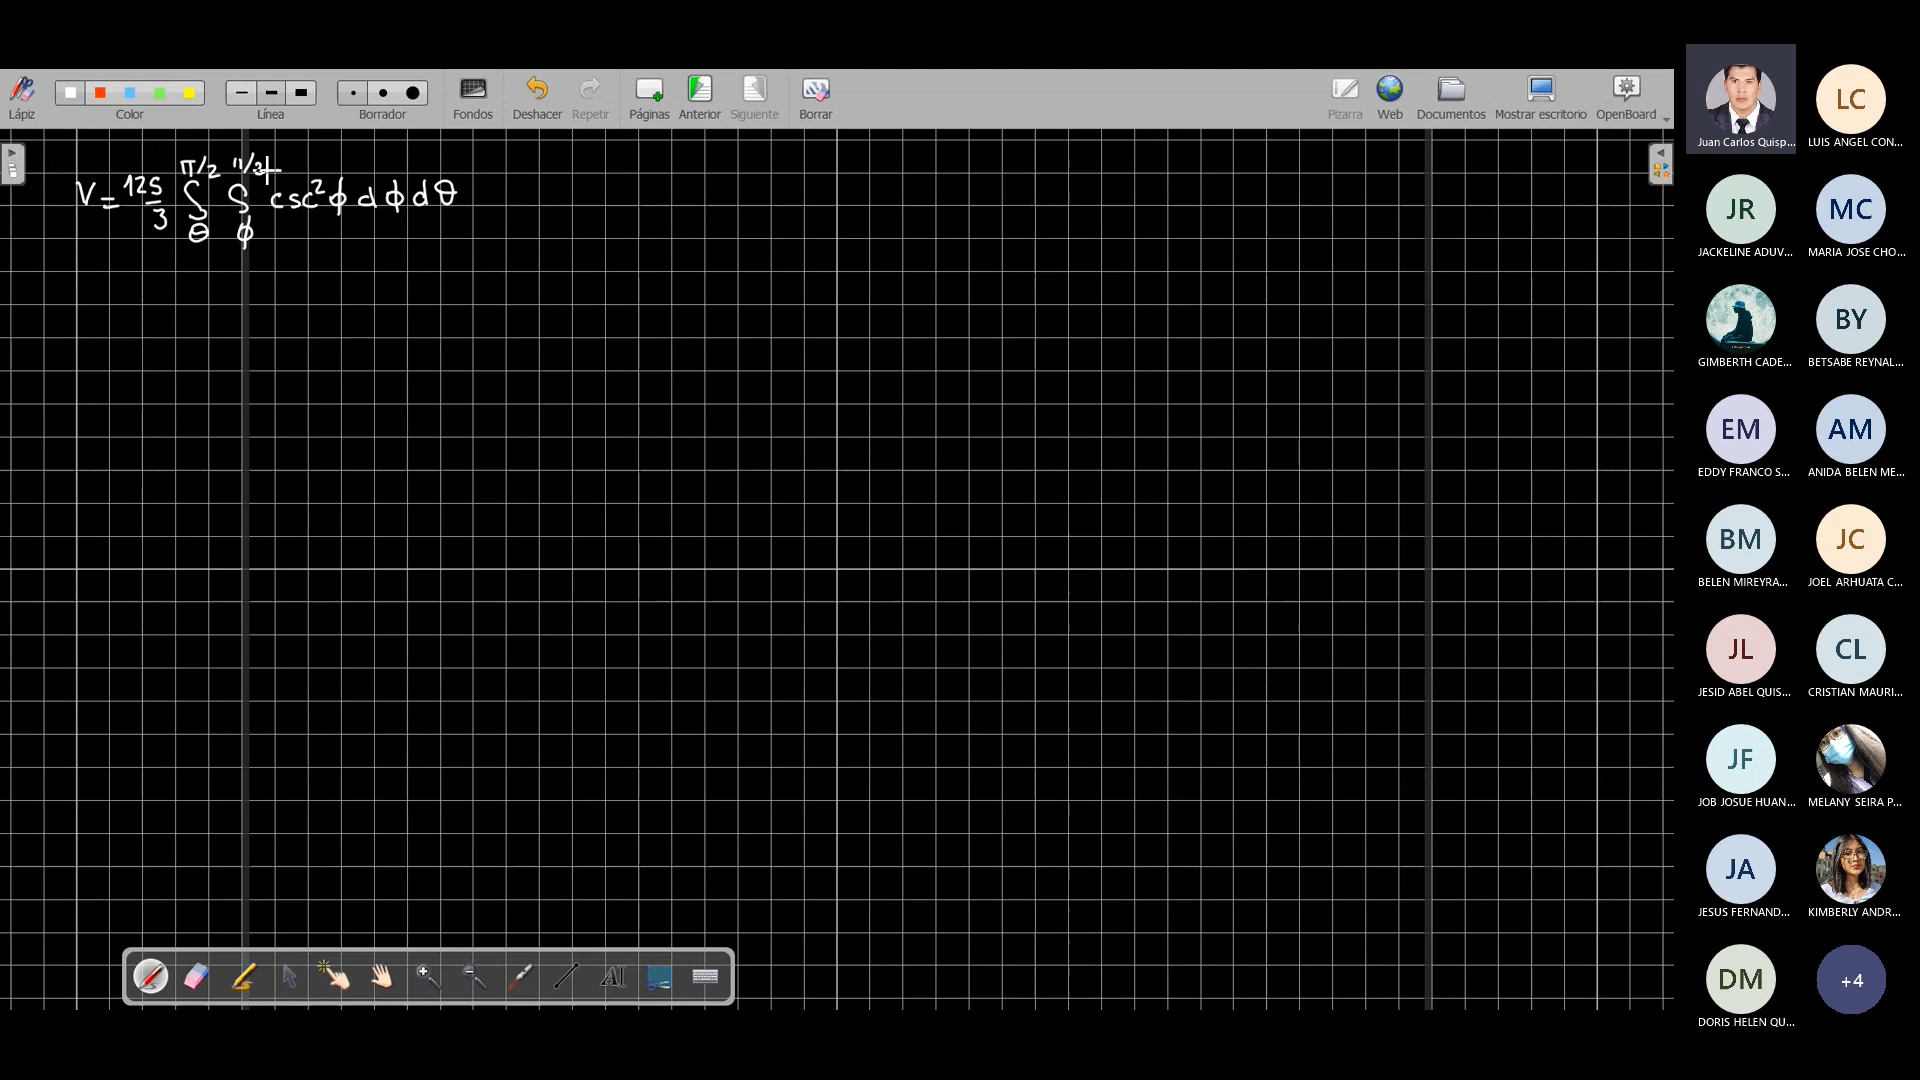 Lápiz Color Línea Borrador Fondos Deshacer Repetir Páginas Anterior Siguiente Borrar Pizarra Web Documentos Mostrar escritorio OpenBoard
π/2 π/2
V = 125/3 ∫ ∫ csc²ϕ dϕ dθ
θ ϕ
AI
Juan Carlos Quisp...
LC
LUIS ANGEL CON...
JR
JACKELINE ADUV...
MC
MARIA JOSE CHO...
GIMBERTH CADE...
BY
BETSABE REYNAL...
EM
EDDY FRANCO S...
AM
ANIDA BELEN ME...
BM
BELEN MIREYRA...
JC
JOEL ARHUATA C...
JL
JESID ABEL QUIS...
CL
CRISTIAN MAURI...
JF
JOB JOSUE HUAN...
MELANY SEIRA P...
JA
JESUS FERNAND...
KIMBERLY ANDR...
DM
DORIS HELEN QU...
+4